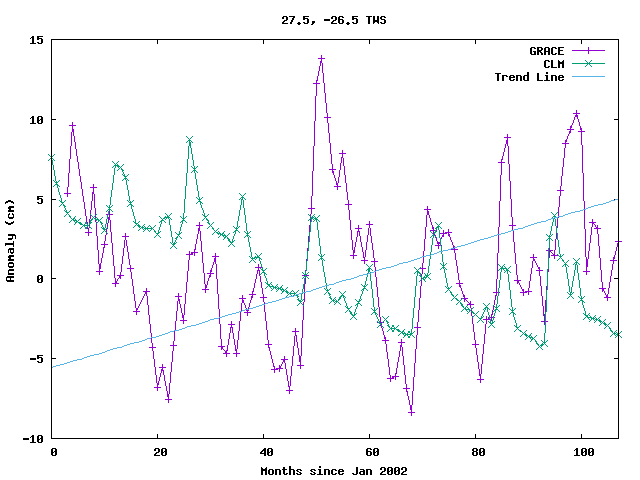 27.5, -26.5 TWS
GRACE
CLM
Trend Line
Anomaly (cm)
15
10
5
0
-5
-10
0 20 40 60 80 100
Months since Jan 2002